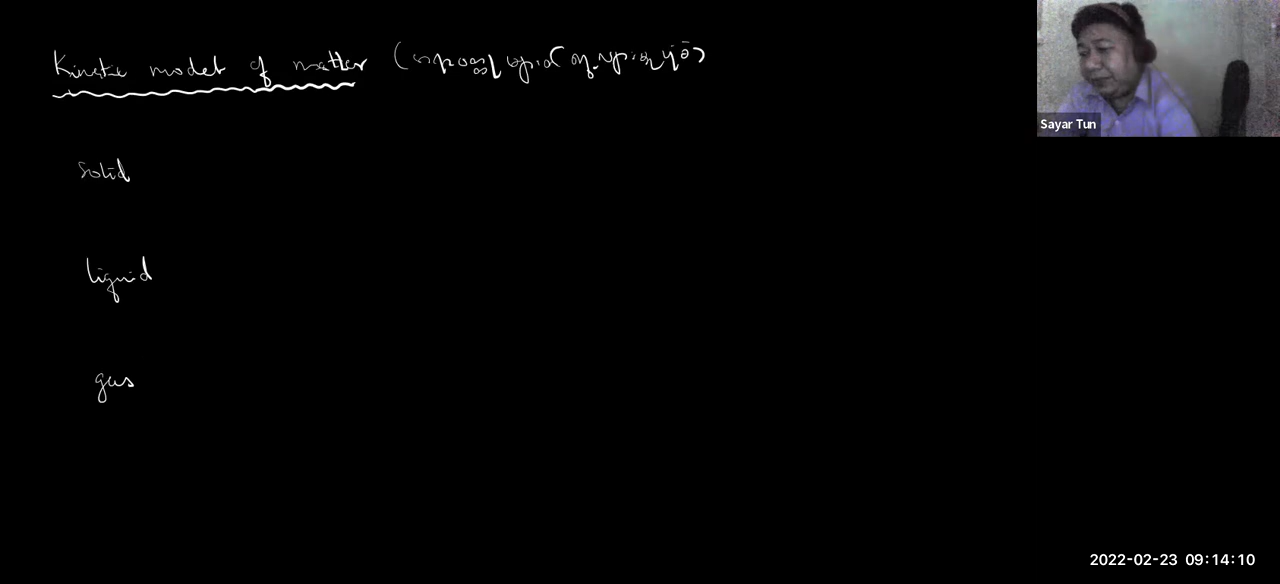 Kinetic model of matter
solid
liquid
gas
Sayar Tun
2022-02-23 09:14:10